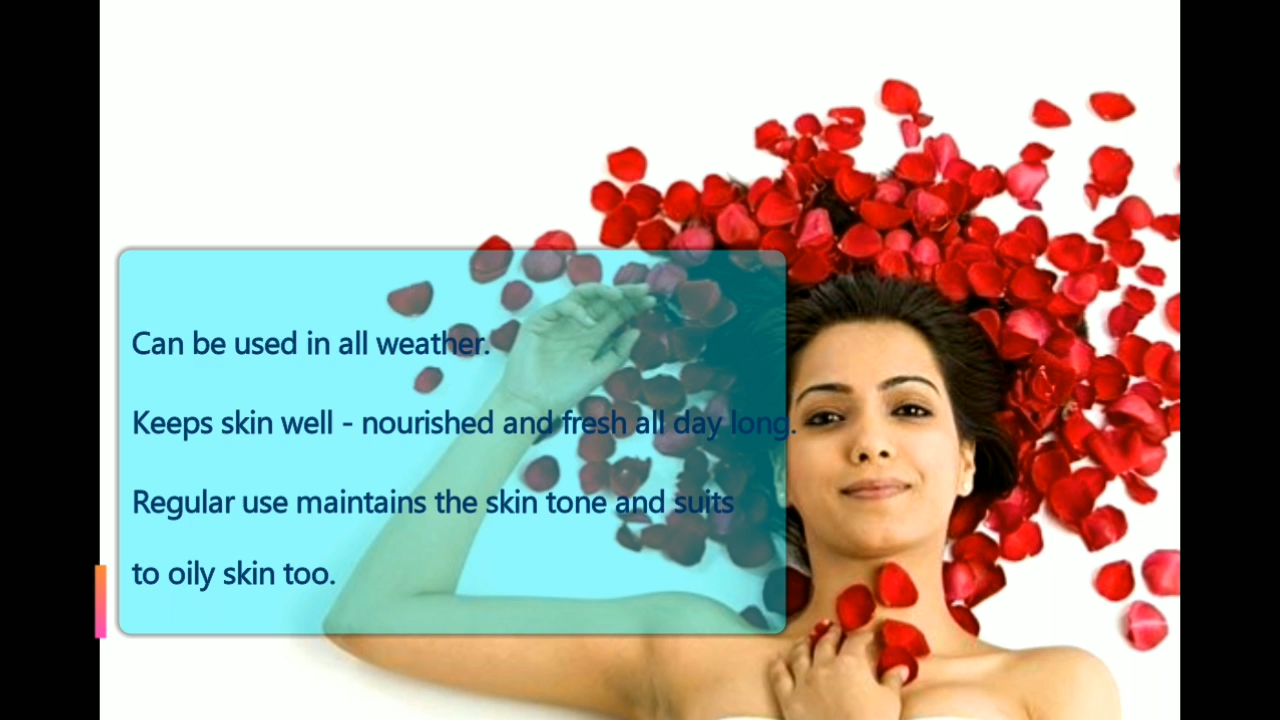 Can be used in all weather.
Keeps skin well - nourished and fresh all day long.
Regular use maintains the skin tone and suits
to oily skin too.